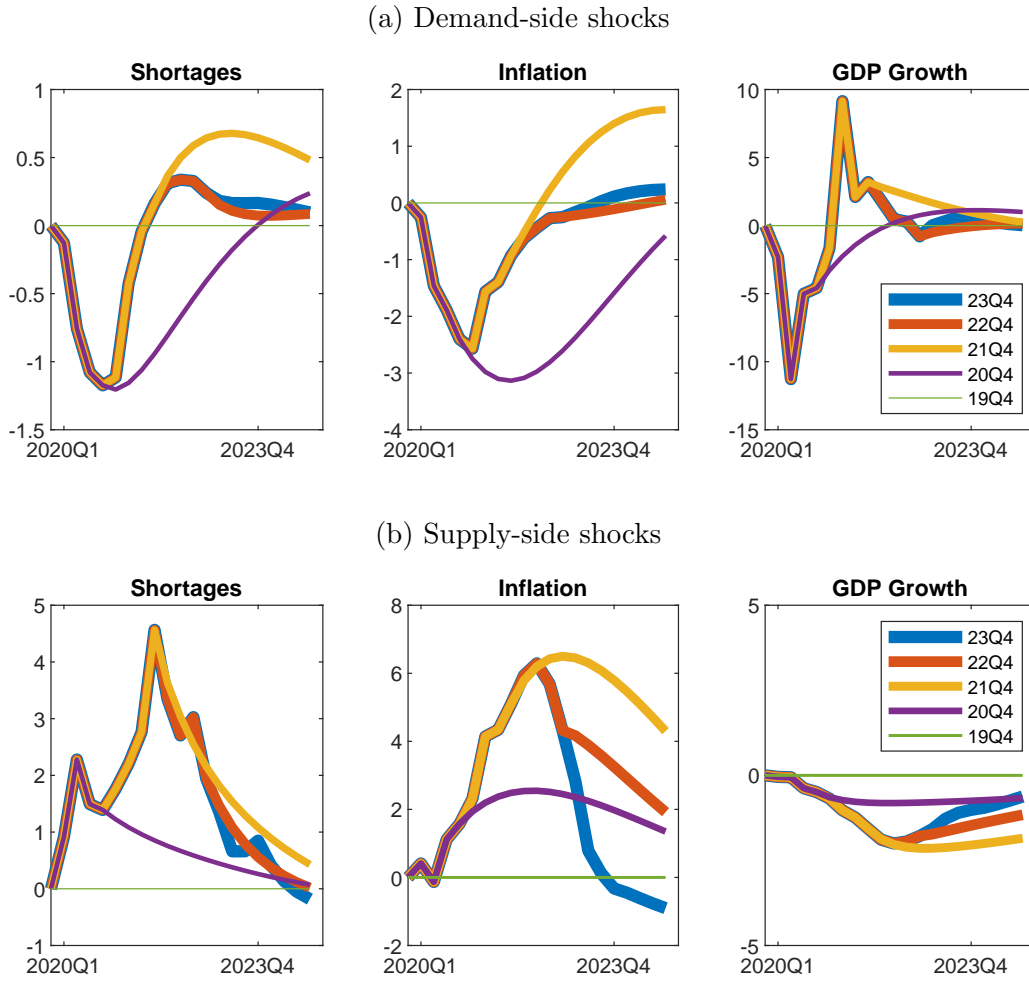 (a) Demand-side shocks
Shortages
1
0.5
0
-0.5
-1
-1.5
2020Q1
2023Q4
Inflation
2
1
0
-1
-2
-3
-4
2020Q1
2023Q4
GDP Growth
10
5
0
-5
-10
-15
2020Q1
2023Q4
23Q4
22Q4
21Q4
20Q4
19Q4
(b) Supply-side shocks
Shortages
5
4
3
2
1
0
-1
2020Q1
2023Q4
Inflation
8
6
4
2
0
-2
2020Q1
2023Q4
GDP Growth
5
0
-5
2020Q1
2023Q4
23Q4
22Q4
21Q4
20Q4
19Q4